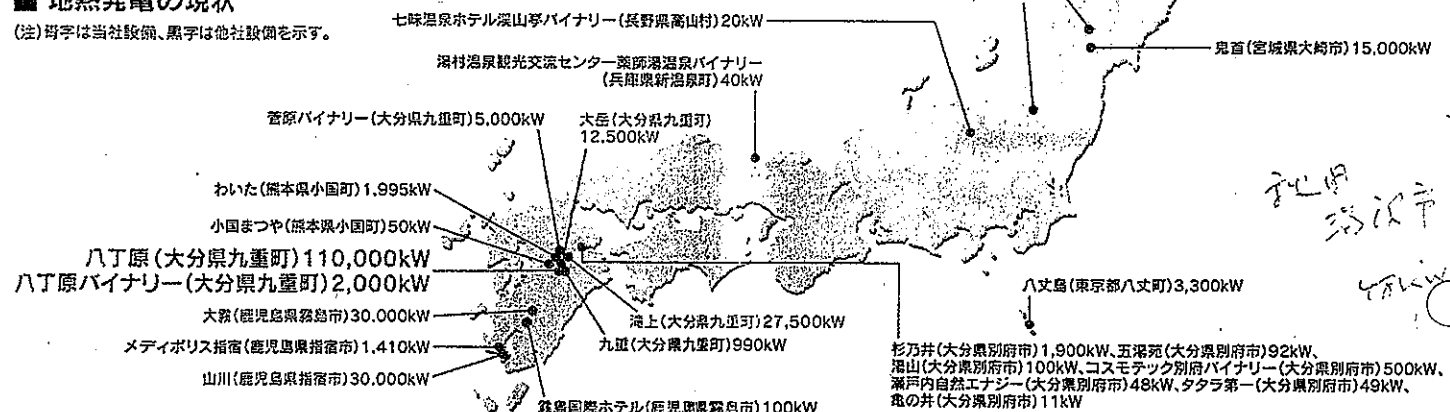 ■ 地熱発電の現状
(注)青字は当社設備、黒字は他社設備を示す。
七味温泉ホテル渓山亭バイナリー(長野県高山村)20kW
鬼首(宮城県大崎市)15,000kW
湯村温泉観光交流センター薬師湯温泉バイナリー
(兵庫県新温泉町)40kW
菅原バイナリー(大分県九重町)5,000kW
大岳(大分県九重町)
12,500kW
わいた(熊本県小国町)1,995kW
小国まつや(熊本県小国町)50kW
八丁原(大分県九重町)110,000kW
八丁原バイナリー(大分県九重町)2,000kW
大霧(鹿児島県霧島市)30,000kW
メディポリス指宿(鹿児島県指宿市)1,410kW
山川(鹿児島県指宿市)30,000kW
霧島国際ホテル(鹿児島県霧島市)100kW
滝上(大分県九重町)27,500kW
九重(大分県九重町)990kW
八丈島(東京都八丈町)3,300kW
杉乃井(大分県別府市)1,900kW、五湯苑(大分県別府市)92kW、
湯山(大分県別府市)100kW、コスモテック別府バイナリー(大分県別府市)500kW、
瀬戸内自然エナジー(大分県別府市)48kW、タタラ第一(大分県別府市)49kW、
亀の井(大分県別府市)11kW
湯沢市